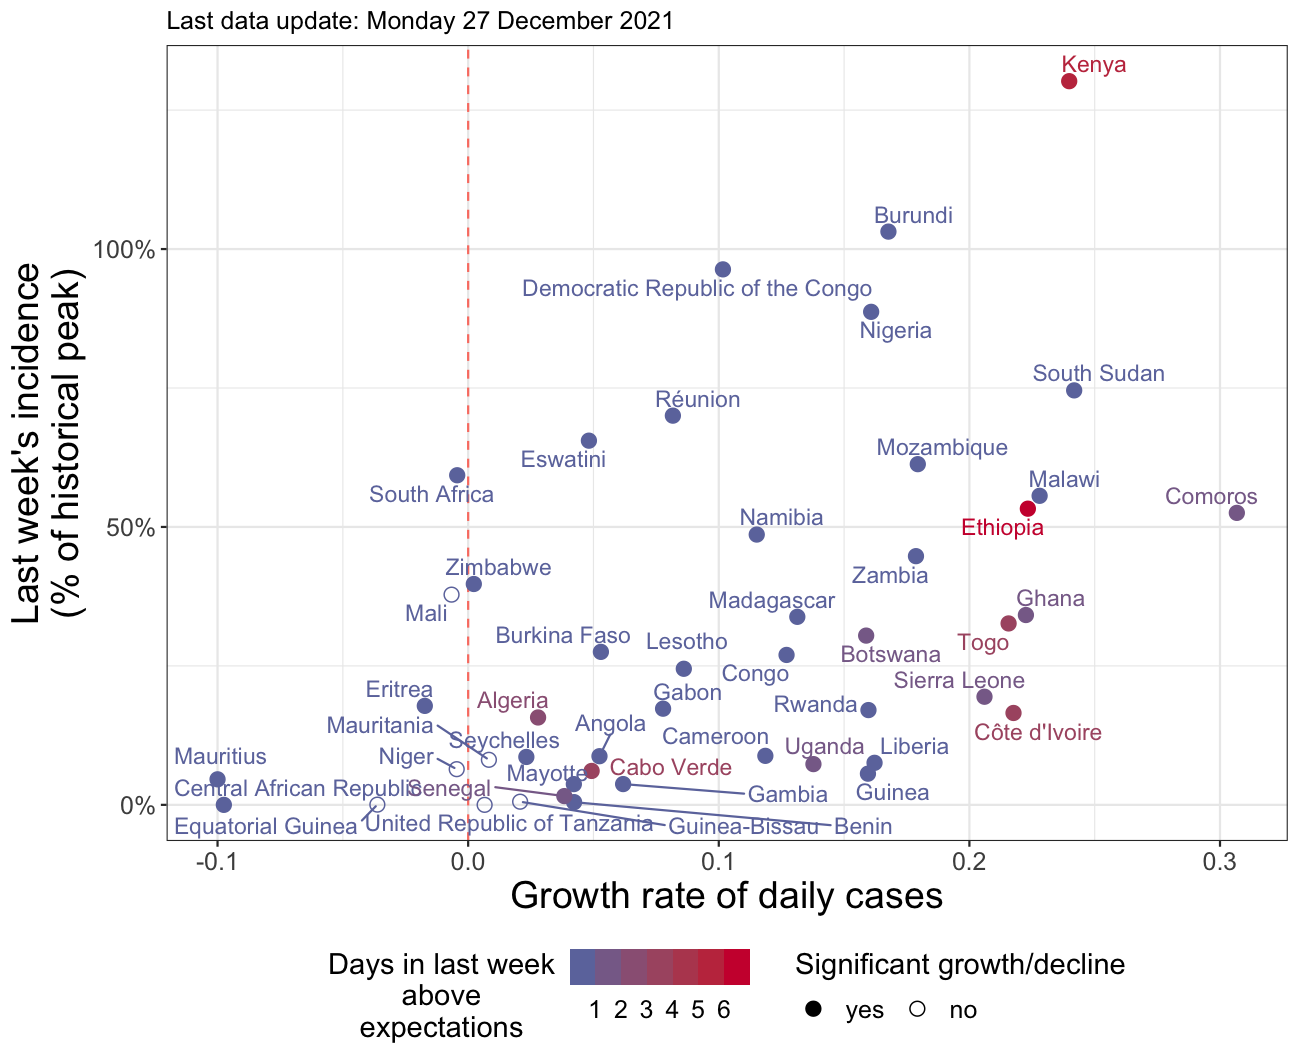 Last data update: Monday 27 December 2021
Last week's incidence
(% of historical peak)
100%
50%
0%
Kenya
Burundi
Democratic Republic of the Congo
Nigeria
South Sudan
Réunion
Mozambique
Eswatini
Malawi
South Africa
Comoros
Namibia
Ethiopia
Zimbabwe
Zambia
Madagascar
Ghana
Mali
Burkina Faso
Lesotho
Togo
Botswana
Congo
Sierra Leone
Eritrea
Gabon
Algeria
Rwanda
Mauritania
Angola
Côte d'Ivoire
Seychelles
Cameroon
Uganda
Liberia
Mauritius
Niger
Mayotte
Cabo Verde
Central African Republic
Senegal
Gambia
Guinea
Equatorial Guinea
United Republic of Tanzania
Guinea-Bissau
Benin
-0.1
0.0
0.1
0.2
0.3
Growth rate of daily cases
Days in last week
above
expectations
1 2 3 4 5 6
Significant growth/decline
yes
no